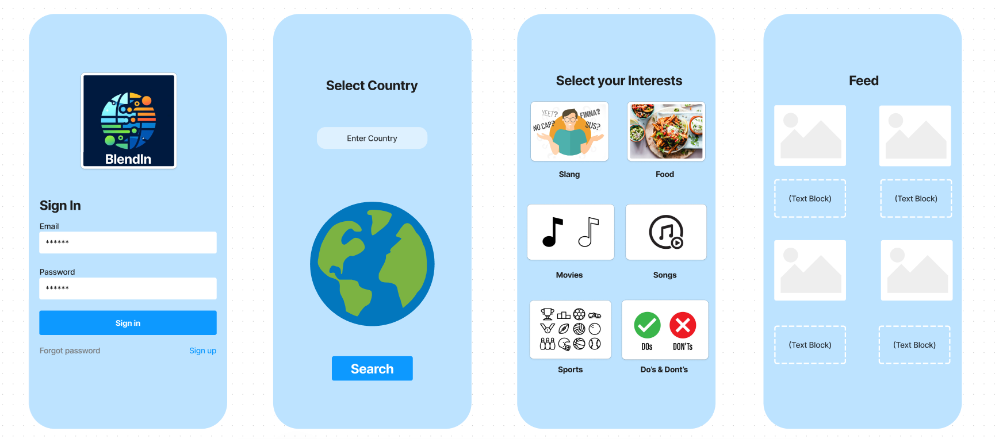 BlendIn
Sign In
Email
******
Password
******
Sign in
Forgot password
Sign up
Select Country
Enter Country
Search
Select your Interests
YEET?
FINNA?
NO CAP?
SUS?
Slang
Food
Movies
Songs
DOs
DON'Ts
Sports
Do's & Dont's
Feed
(Text Block)
(Text Block)
(Text Block)
(Text Block)